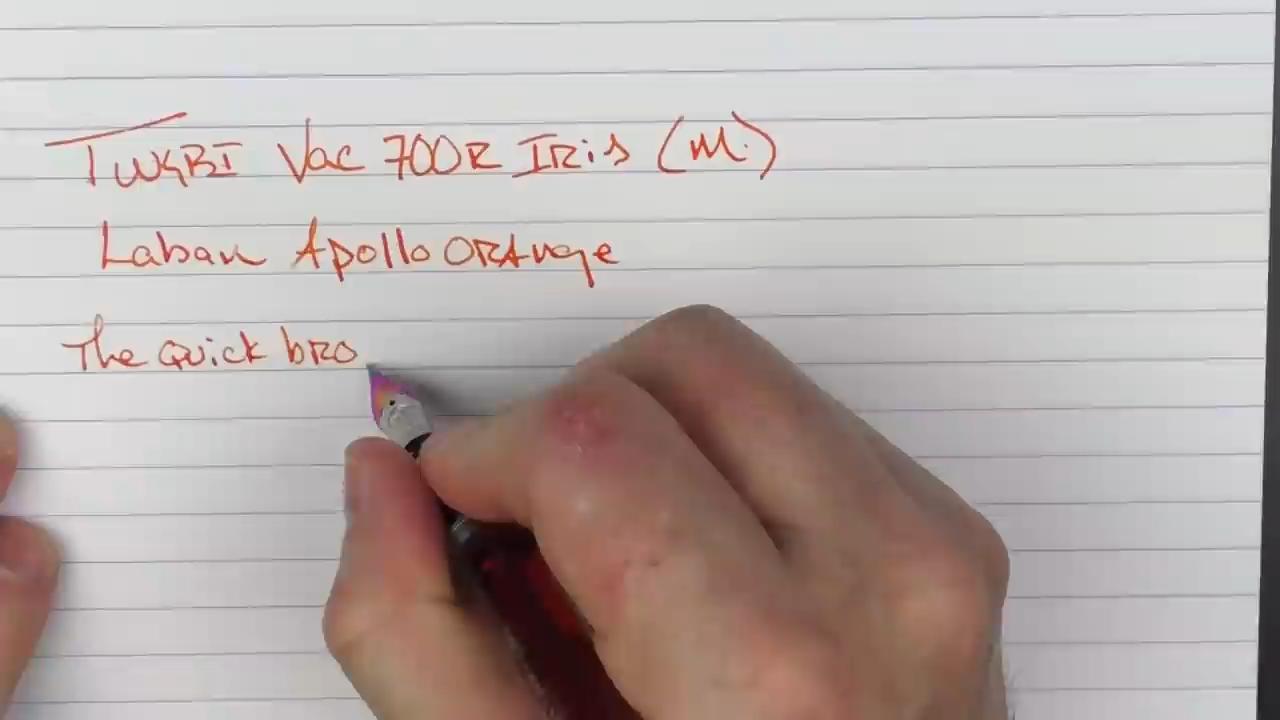 TWSBI Vac 700R IRis (M.)
Laban Apollo ORAnge
The Quick bRo